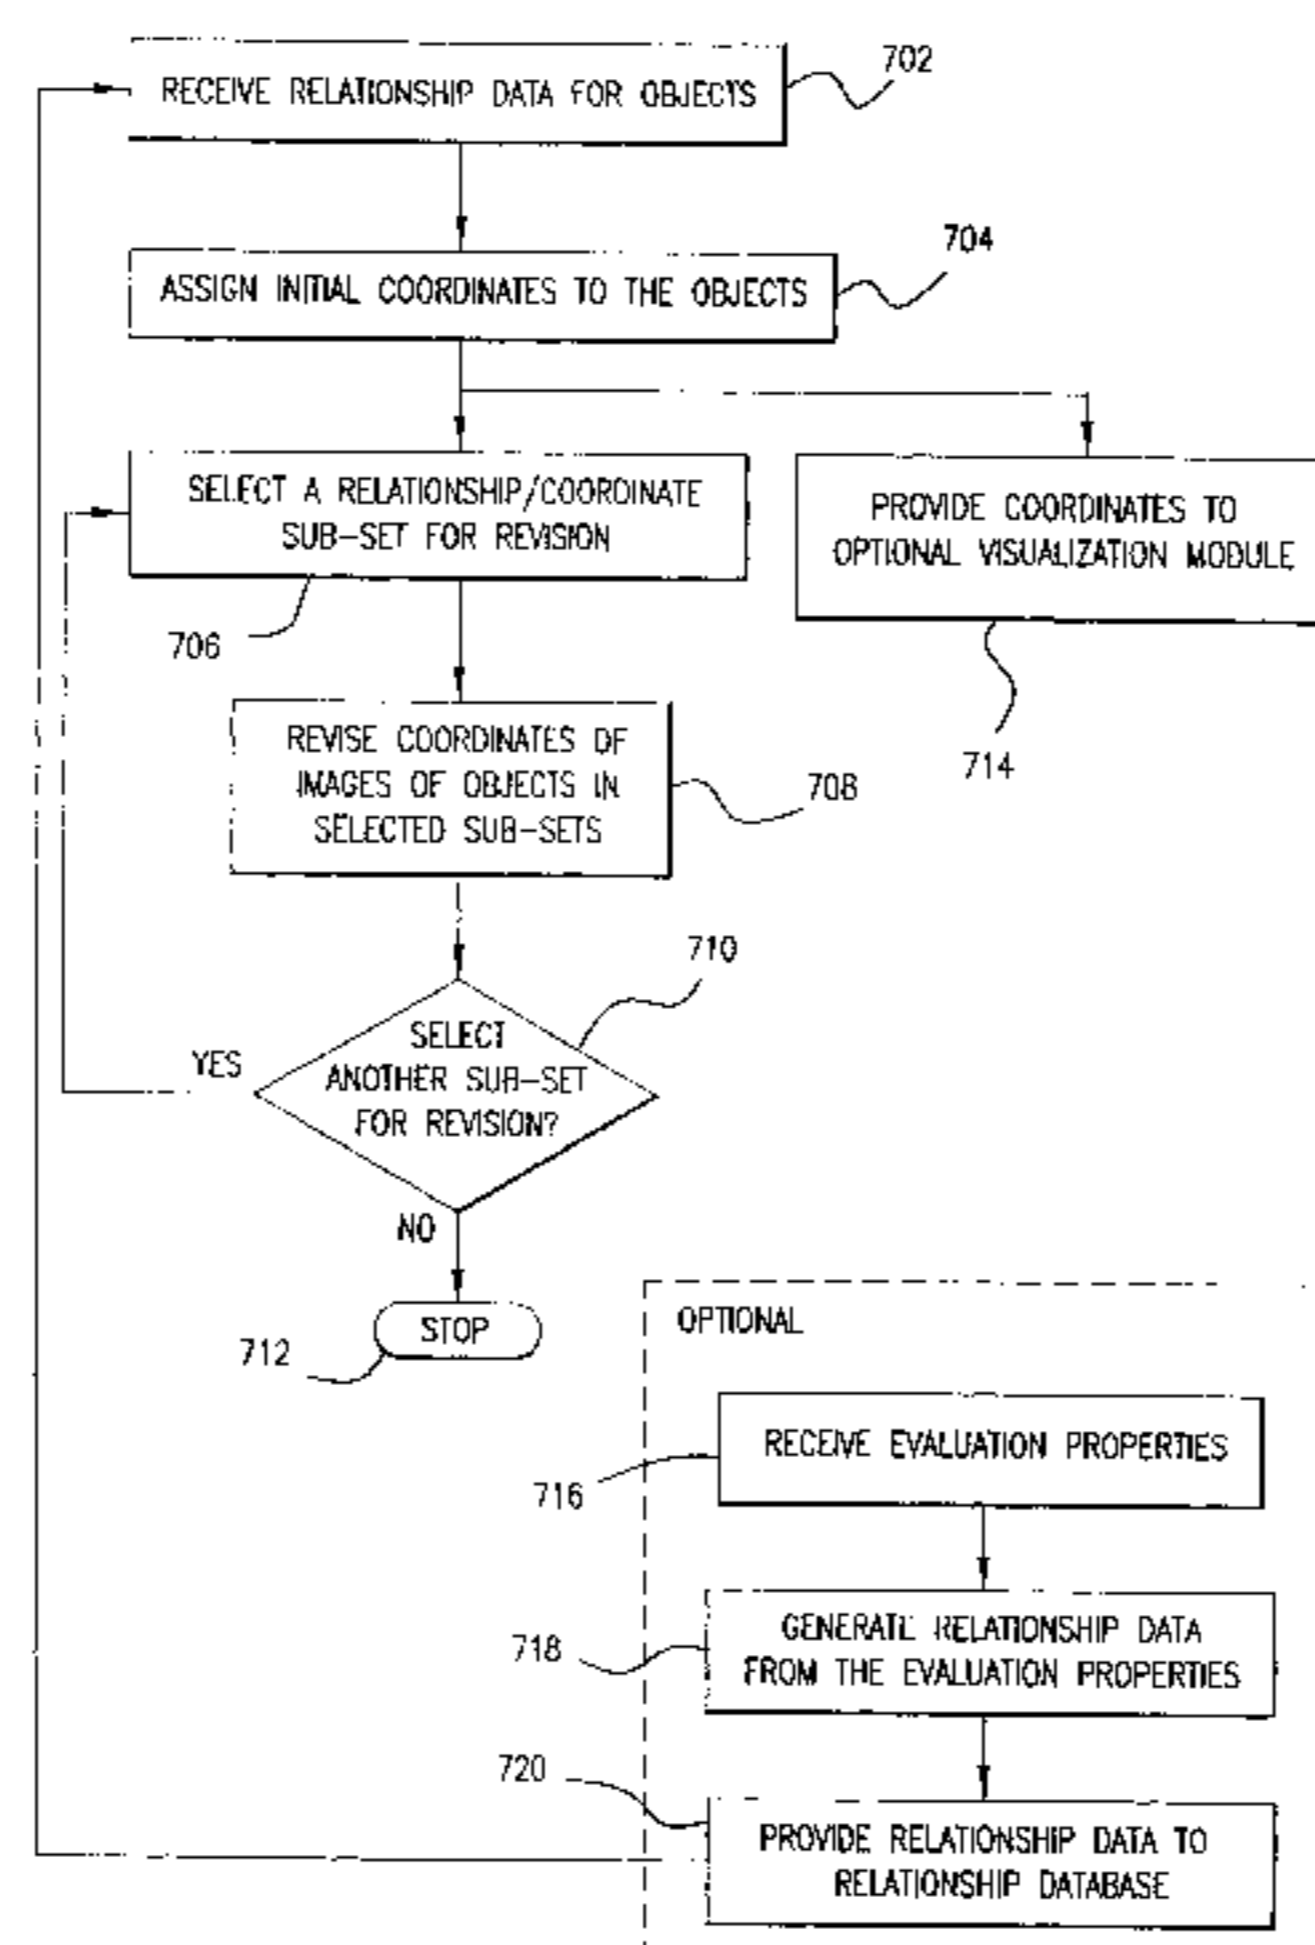 RECEIVE RELATIONSHIP DATA FOR OBJECTS
702
ASSIGN INITIAL COORDINATES TO THE OBJECTS
704
SELECT A RELATIONSHIP/COORDINATE
SUB-SET FOR REVISION
706
PROVIDE COORDINATES TO
OPTIONAL VISUALIZATION MODULE
714
REVISE COORDINATES OF
IMAGES OF OBJECTS IN
SELECTED SUB-SETS
708
710
SELECT
ANOTHER SUB-SET
FOR REVISION?
YES
NO
STOP
712
OPTIONAL
RECEIVE EVALUATION PROPERTIES
716
GENERATE RELATIONSHIP DATA
FROM THE EVALUATION PROPERTIES
718
720
PROVIDE RELATIONSHIP DATA TO
RELATIONSHIP DATABASE